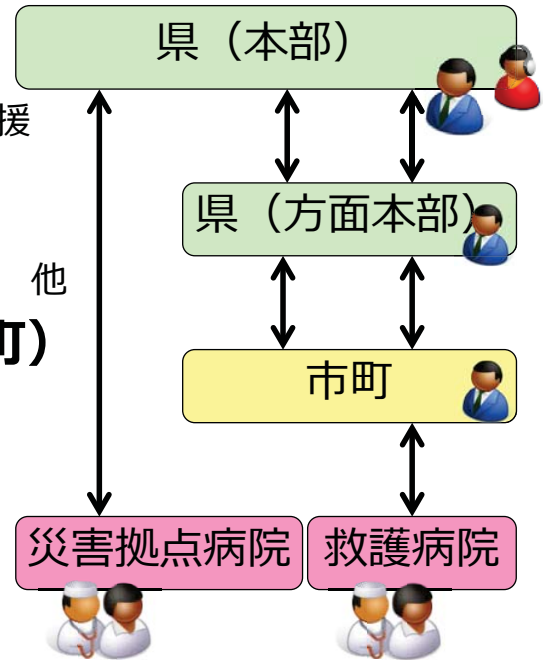 県（本部）
援
県（方面本部）
他
町）
市町
災害拠点病院
救護病院